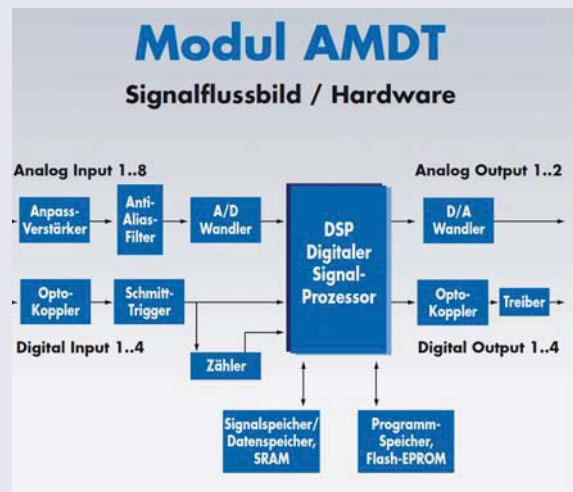 Modul AMDT
Signalflussbild / Hardware
Analog Input 1..8
Analog Output 1..2
Anpass-
Verstärker
Anti-
Alias-
Filter
A/D
Wandler
DSP
Digitaler
Signal-
Prozessor
D/A
Wandler
Opto-
Koppler
Schmitt-
Trigger
Opto-
Koppler
Treiber
Digital Input 1..4
Zähler
Digital Output 1..4
Signalspeicher/
Datenspeicher,
SRAM
Programm-
Speicher,
Flash-EPROM